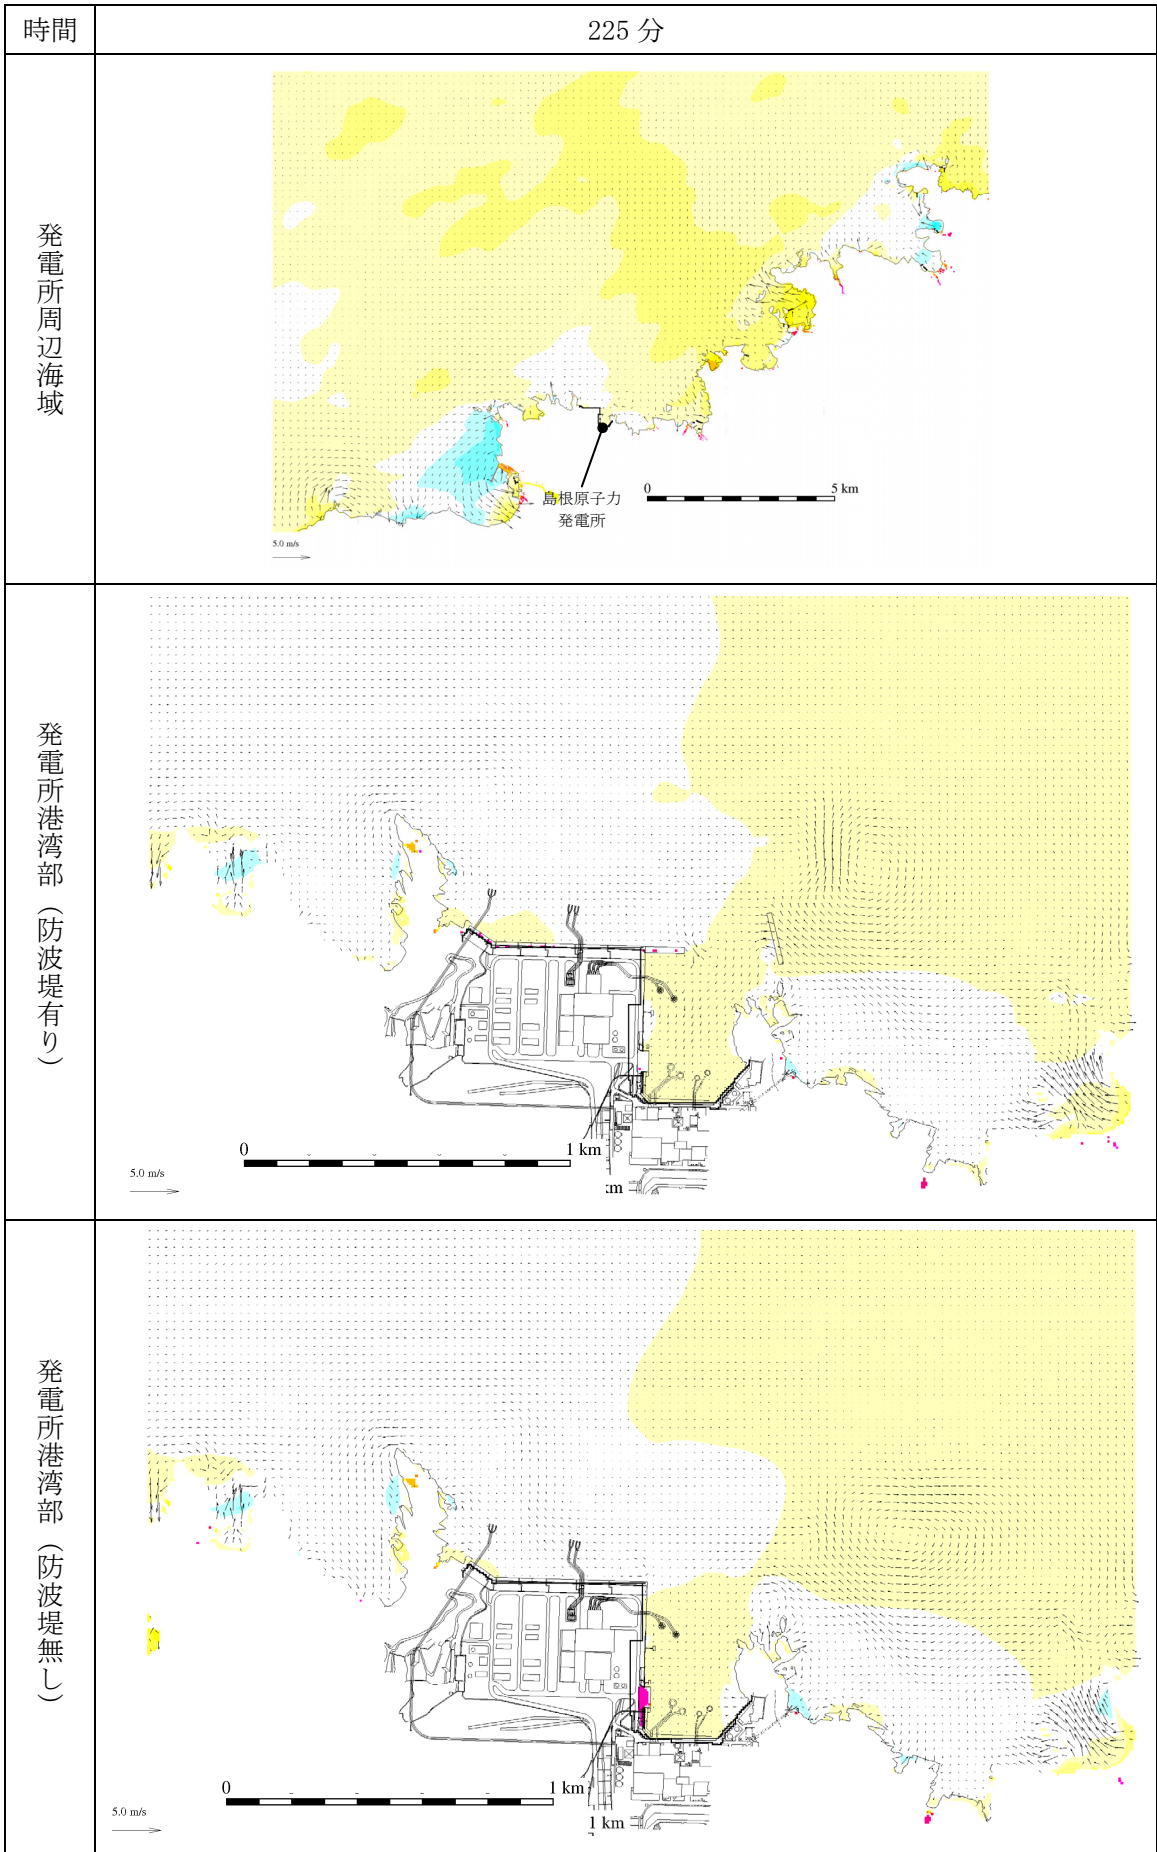 時間
225 分
発電所周辺海域
島根原子力
発電所
0
5 km
5.0 m/s
発電所港湾部（防波堤有り）
0
1 km
km
5.0 m/s
発電所港湾部（防波堤無し）
0
1 km
1 km
5.0 m/s